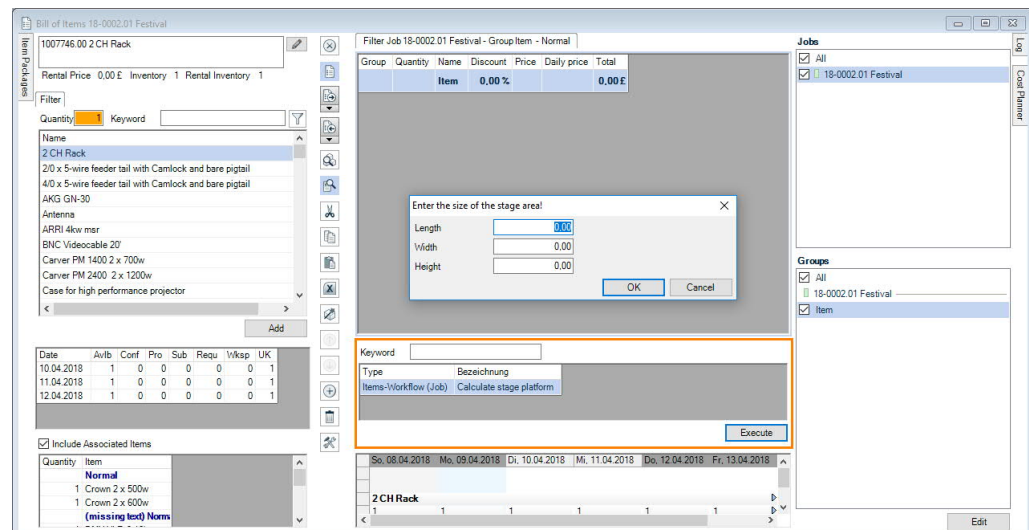 Bill of Items 18-0002.01 Festival
Item Packages
1007746.00 2 CH Rack
Rental Price 0,00 £ Inventory 1 Rental Inventory 1
Filter
Quantity 1 Keyword
Name
2 CH Rack
2/0 x 5-wire feeder tail with Camlock and bare pigtail
4/0 x 5-wire feeder tail with Camlock and bare pigtail
AKG GN-30
Antenna
ARRI 4kw msr
BNC Videocable 20'
Carver PM 1400 2 x 700w
Carver PM 2400 2 x 1200w
Case for high performance projector
Add
Date Avlb Conf Pro Sub Requ Wksp UK
10.04.2018 1 0 0 0 0 0 1
11.04.2018 1 0 0 0 0 0 1
12.04.2018 1 0 0 0 0 0 1
Include Associated Items
Quantity Item
Normal
1 Crown 2 x 500w
1 Crown 2 x 600w
(missing text) Norma
Filter Job 18-0002.01 Festival - Group Item - Normal
Group Quantity Name Discount Price Daily price Total
Item 0,00 % 0,00 £
Enter the size of the stage area!
Length 0,00
Width 0,00
Height 0,00
OK Cancel
Keyword
Type Bezeichnung
Items-Workflow (Job) Calculate stage platform
Execute
So, 08.04.2018 Mo, 09.04.2018 Di, 10.04.2018 Mi, 11.04.2018 Do, 12.04.2018 Fr, 13.04.2018
2 CH Rack
1 1 1 1 1 1
Jobs
All
18-0002.01 Festival
Groups
All
18-0002.01 Festival
Item
Edit
Log
Cost Planner